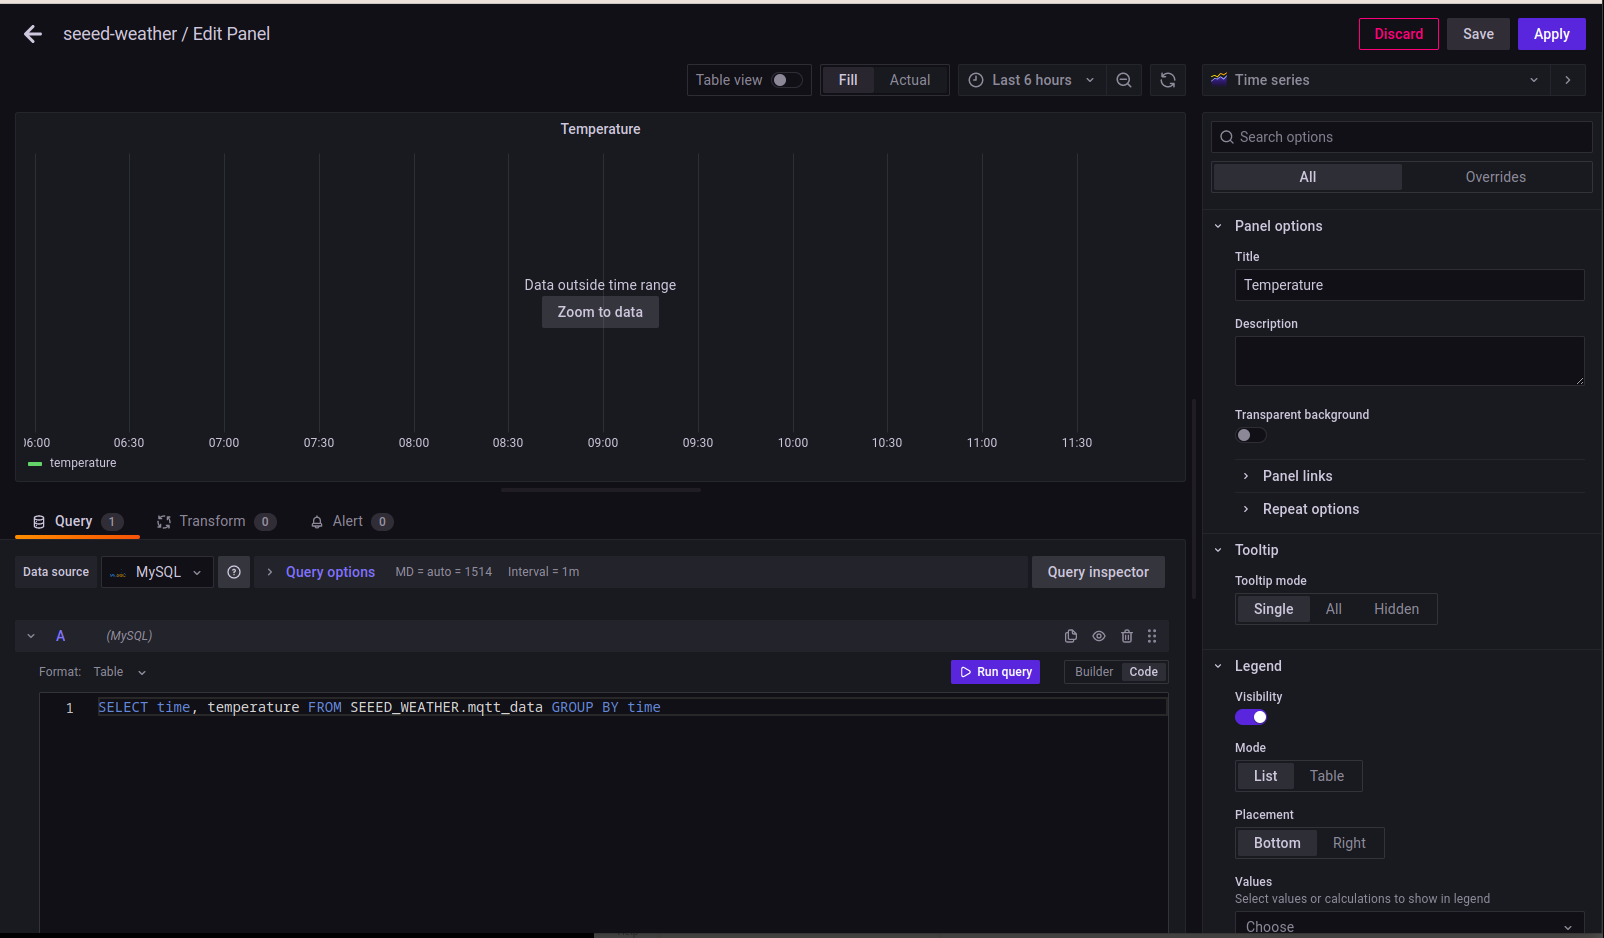 seeed-weather / Edit Panel
Discard
Save
Apply
Table view
Fill
Actual
Last 6 hours
Time series
Temperature
Data outside time range
Zoom to data
06:00
06:30
07:00
07:30
08:00
08:30
09:00
09:30
10:00
10:30
11:00
11:30
temperature
Query 1
Transform 0
Alert 0
Data source
MySQL
Query options
MD = auto = 1514
Interval = 1m
Query inspector
A
(MySQL)
Format: Table
Run query
Builder
Code
1 SELECT time, temperature FROM SEEED_WEATHER.mqtt_data GROUP BY time
Search options
All
Overrides
Panel options
Title
Temperature
Description
Transparent background
Panel links
Repeat options
Tooltip
Tooltip mode
Single
All
Hidden
Legend
Visibility
Mode
List
Table
Placement
Bottom
Right
Values
Select values or calculations to show in legend
Choose